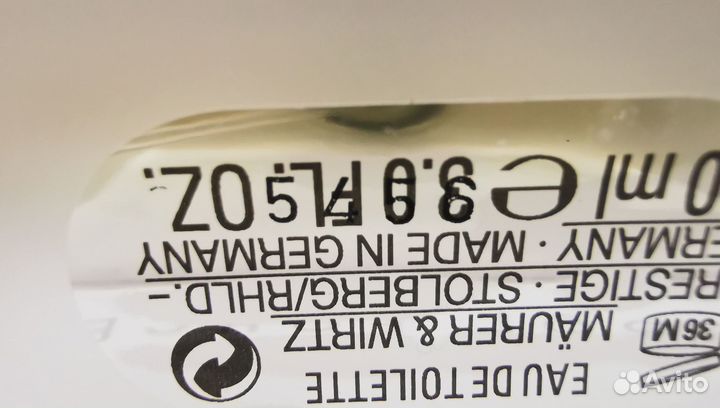 EAU DE TOILETTE
36M MÄURER & WIRTZ
RESTIGE · STOLBERG/RHLD.–
ERMANY · MADE IN GERMANY
0 ml ℮ 3.0 FL. OZ.
Avito